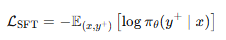 ℒ_SFT = −𝔼_(x,y⁺) [log π_θ(y⁺ | x)]